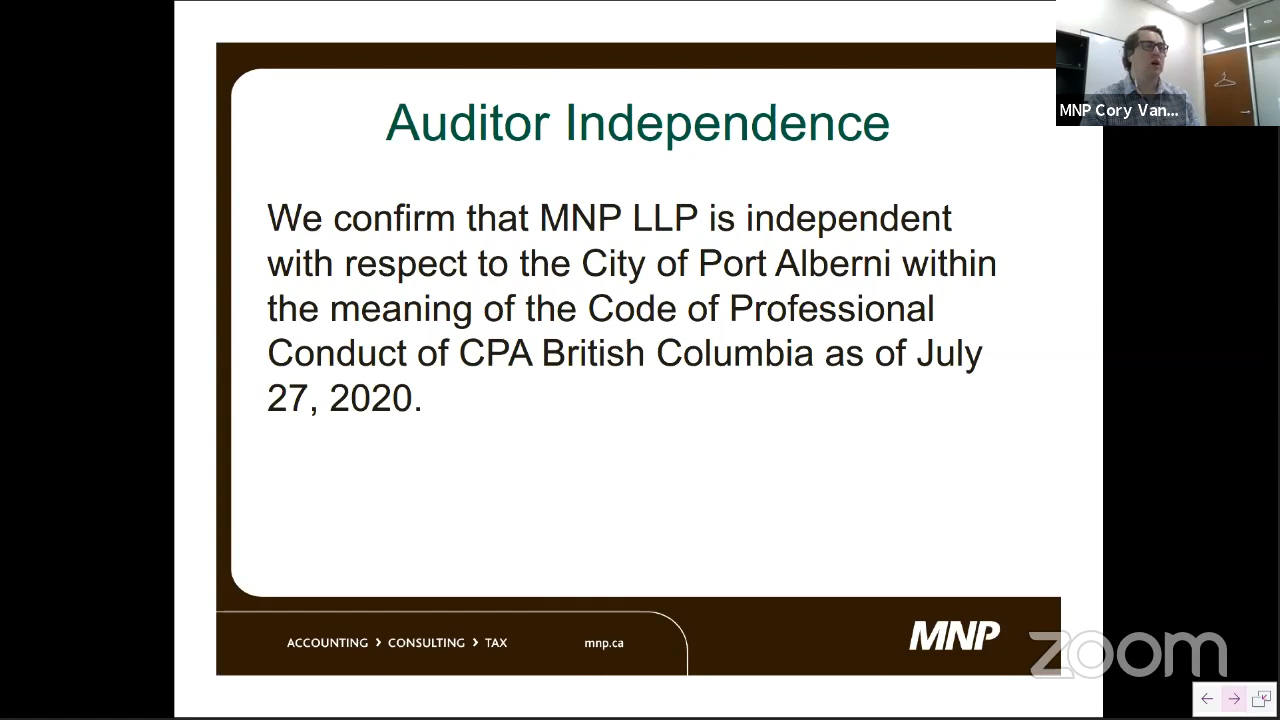 Auditor Independence
MNP Cory Van...
We confirm that MNP LLP is independent
with respect to the City of Port Alberni within
the meaning of the Code of Professional
Conduct of CPA British Columbia as of July
27, 2020.
ACCOUNTING > CONSULTING > TAX
mnp.ca
MNP
zoom